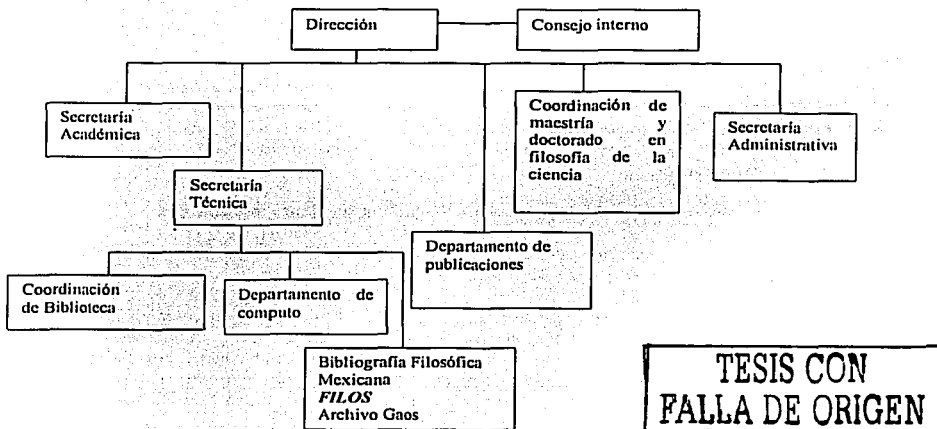 Dirección
Consejo interno
Secretaría
Académica
Coordinación de
maestría y
doctorado en
filosofía de la
ciencia
Secretaría
Administrativa
Secretaría
Técnica
Departamento de
publicaciones
Coordinación
de Biblioteca
Departamento de
computo
Bibliografía Filosófica
Mexicana
FILOS
Archivo Gaos
TESIS CON
FALLA DE ORIGEN